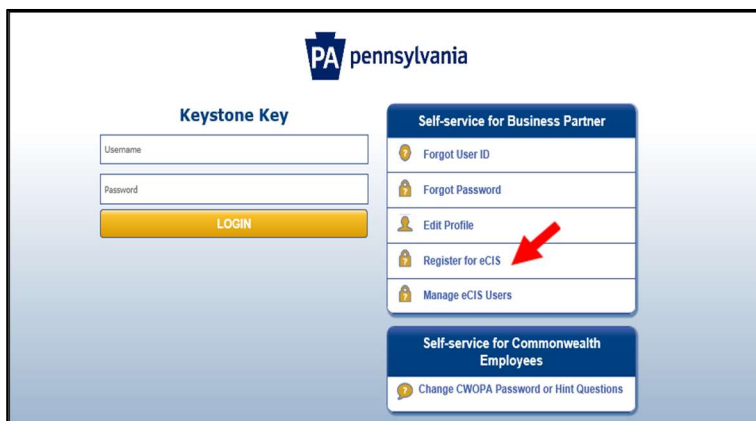 PA pennsylvania
Keystone Key
Username
Password
LOGIN
Self-service for Business Partner
Forgot User ID
Forgot Password
Edit Profile
Register for eCIS
Manage eCIS Users
Self-service for Commonwealth
Employees
Change CWOPA Password or Hint Questions